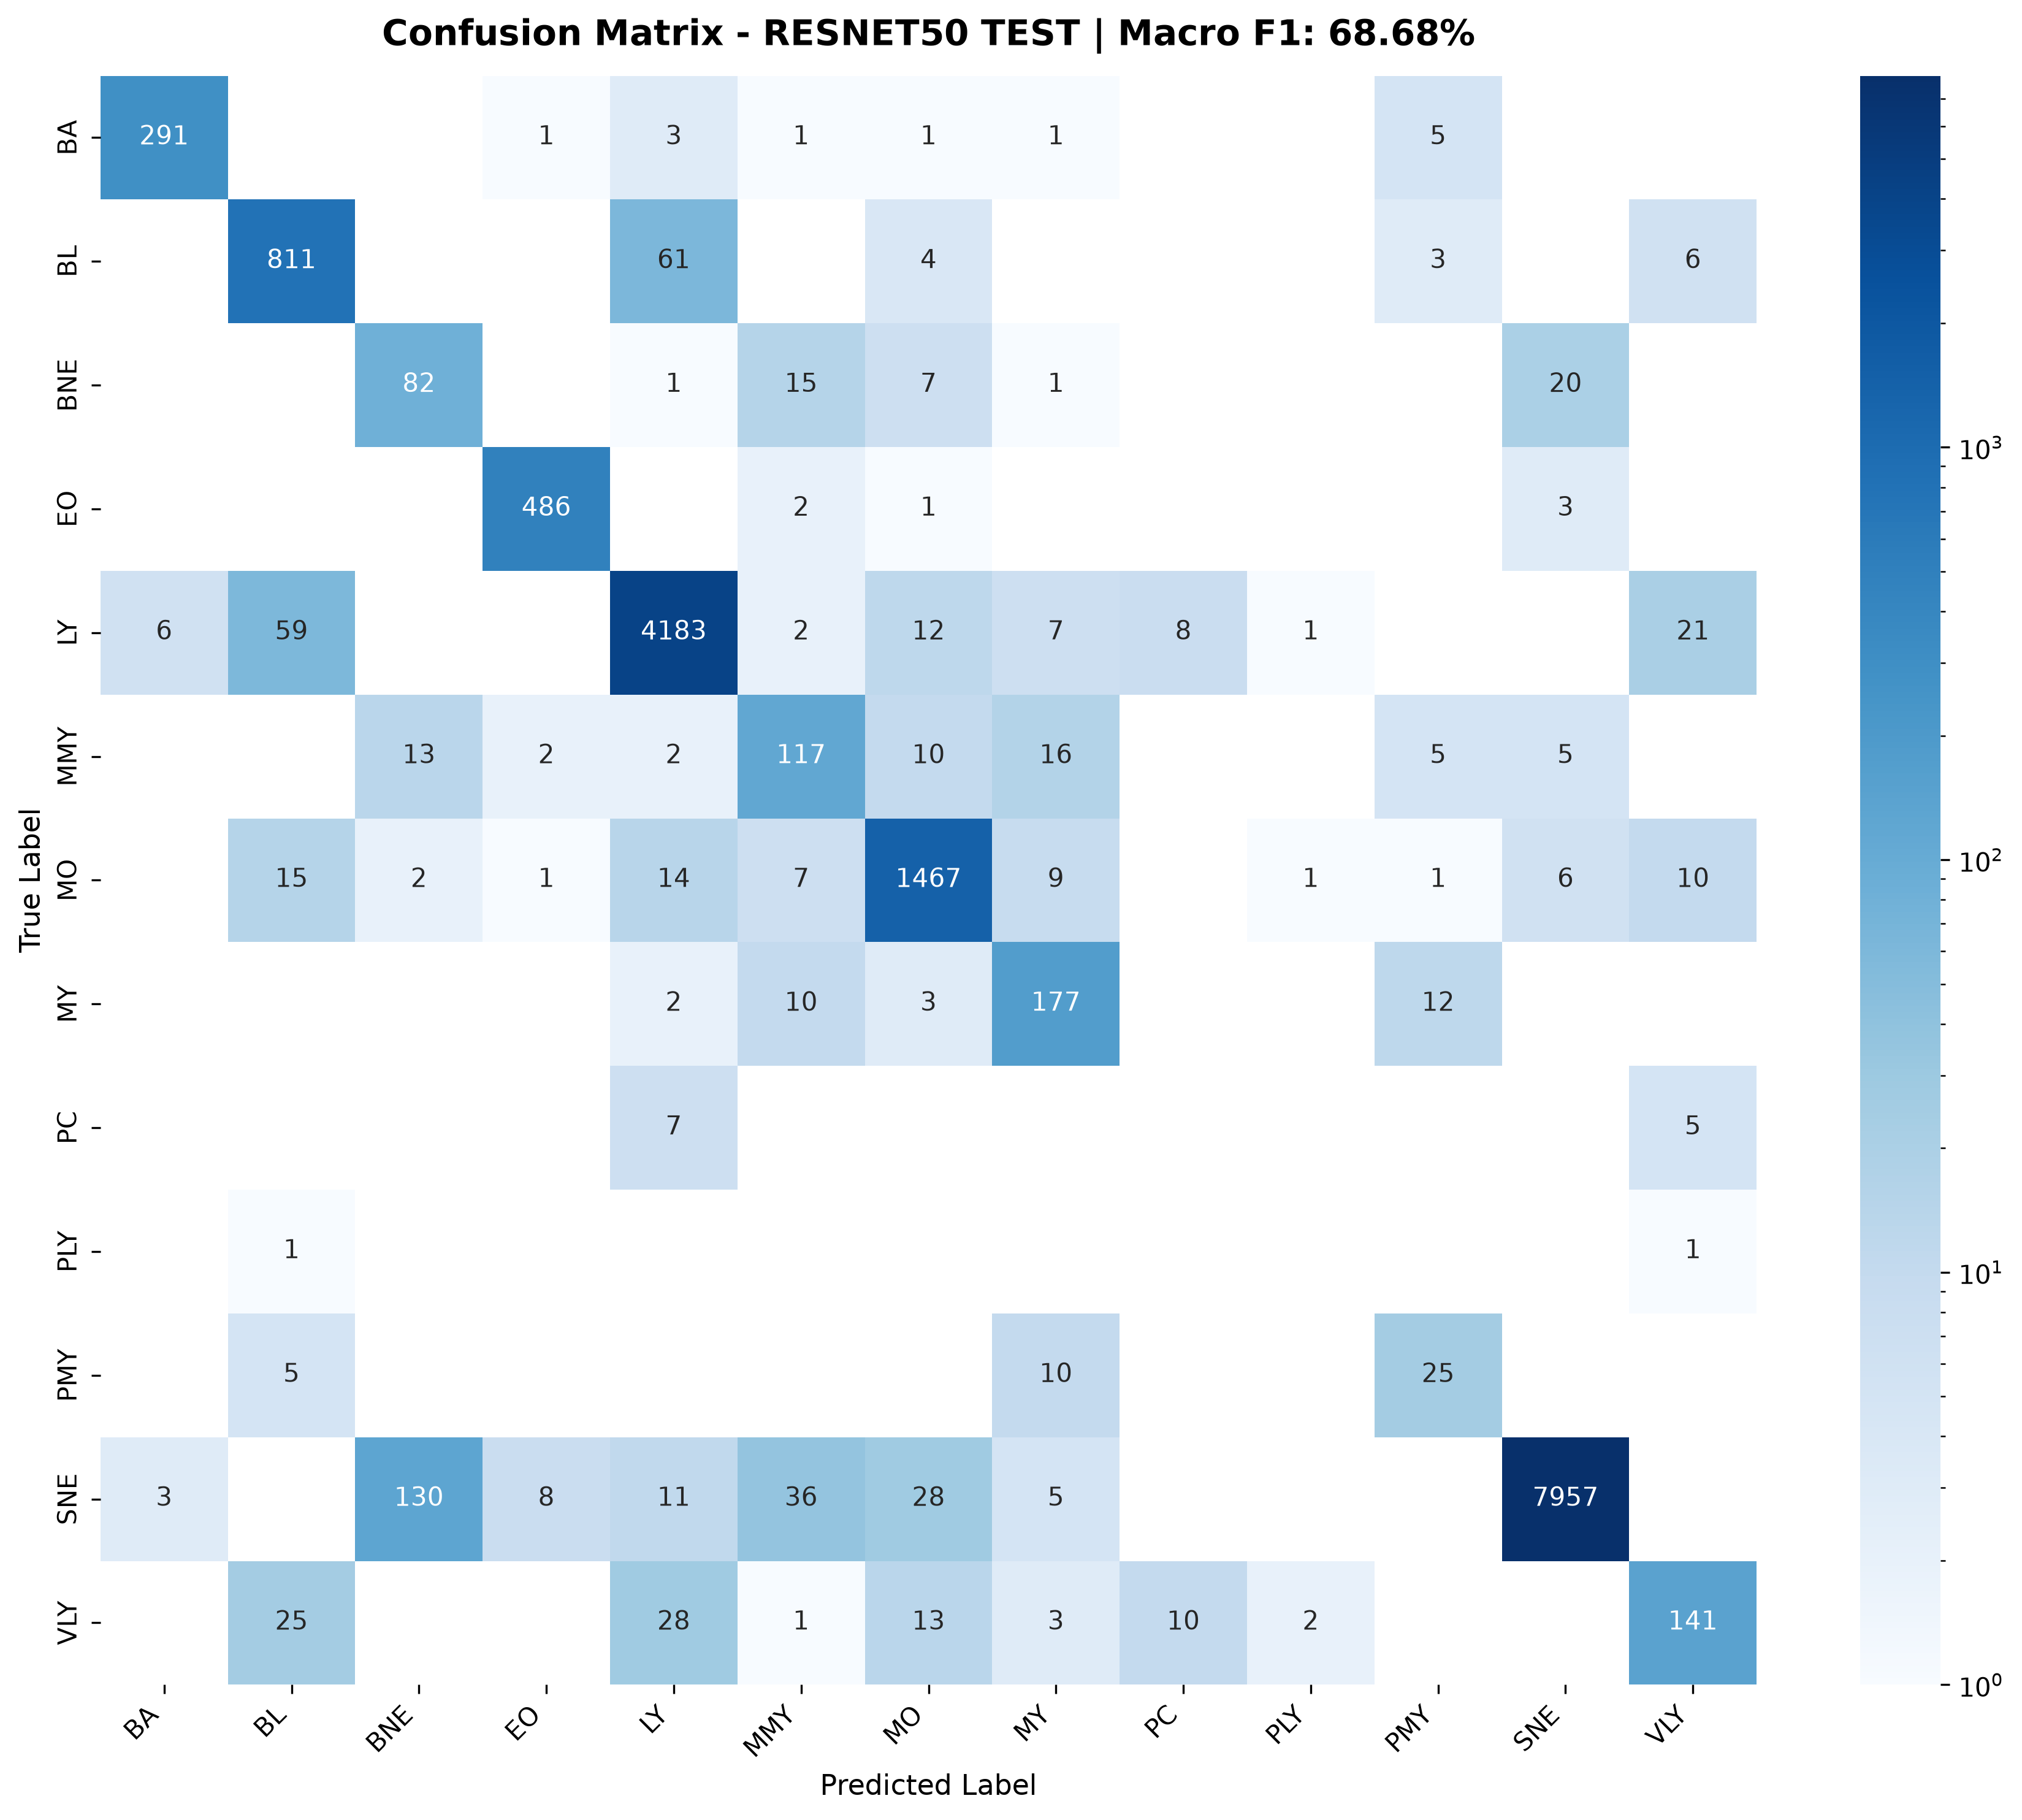 Confusion Matrix - RESNET50 TEST | Macro F1: 68.68%
True Label
BA 291 1 3 1 1 1 5
BL 811 61 4 3 6
BNE 82 1 15 7 1 20
EO 486 2 1 3
LY 6 59 4183 2 12 7 8 1 21
MMY 13 2 2 117 10 16 5 5
MO 15 2 1 14 7 1467 9 1 1 6 10
MY 2 10 3 177 12
PC 7 5
PLY 1 1
PMY 5 10 25
SNE 3 130 8 11 36 28 5 7957
VLY 25 28 1 13 3 10 2 141
BA BL BNE EO LY MMY MO MY PC PLY PMY SNE VLY
Predicted Label
10³
10²
10¹
10⁰